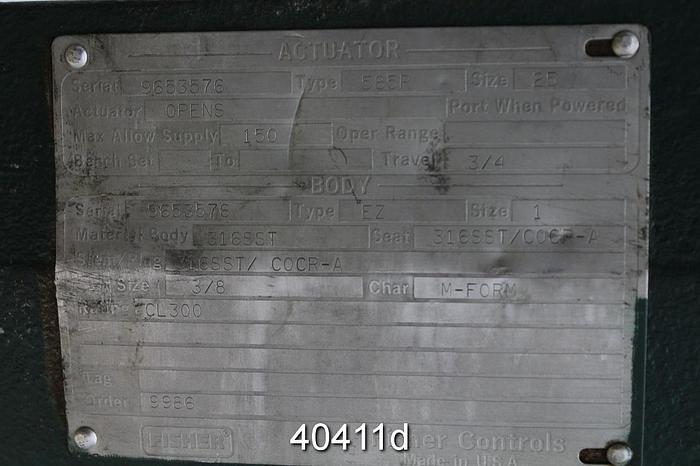 ACTUATOR
Serial 9653576 Type 585R Size 25
Actuator OPENS Port When Powered
Max Allow Supply 150 Oper Range
Bench Set To Travel 3/4
BODY
Serial 9653576 Type EZ Size 1
Material Body 316SST Seat 316SST/COCR-A
316SST/ COCR-A
Size 3/8 Char M-FORM
CL300
Tag
Order 9986
FISHER 40411d Controls
Made in U.S.A.